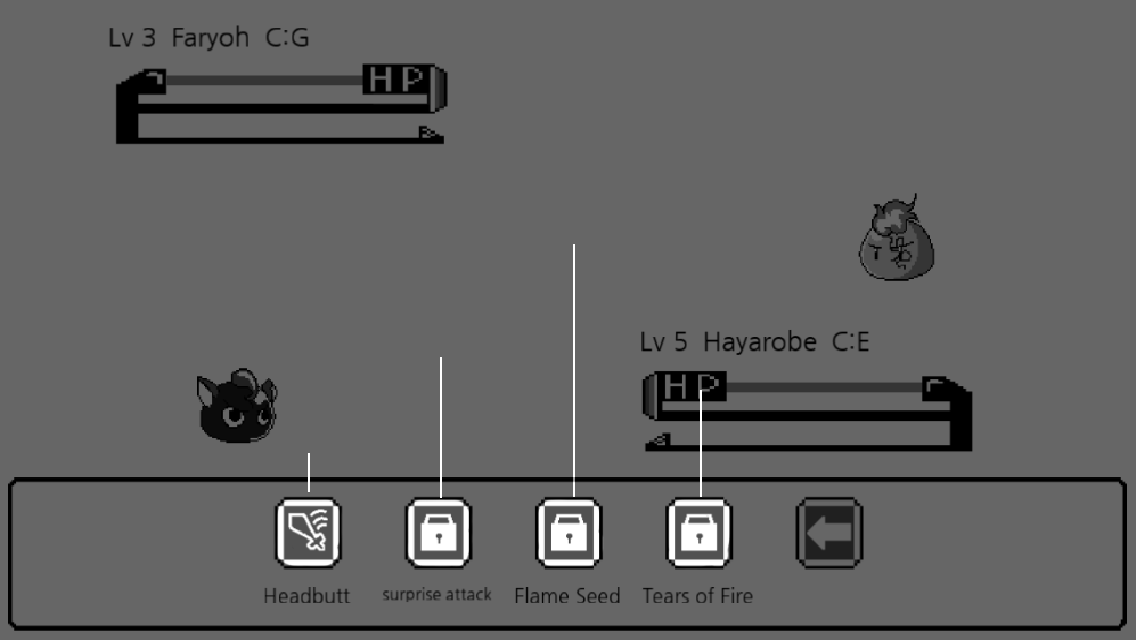 Lv 3 Faryoh C:G
HP
Lv 5 Hayarobe C:E
HP
Headbutt
surprise attack
Flame Seed
Tears of Fire